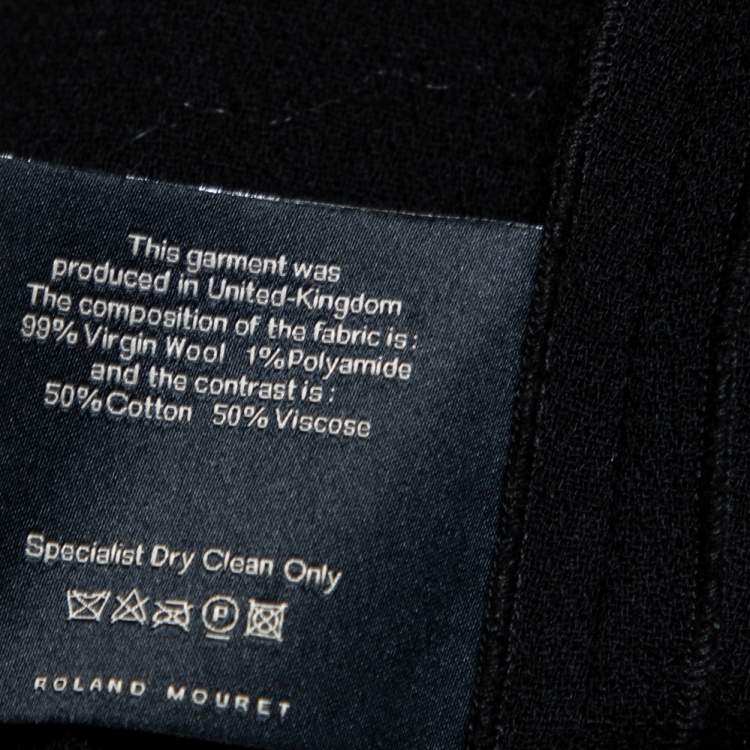 This garment was
produced in United-Kingdom
The composition of the fabric is:
99% Virgin Wool 1% Polyamide
and the contrast is:
50% Cotton 50% Viscose
Specialist Dry Clean Only
P
ROLAND MOURET